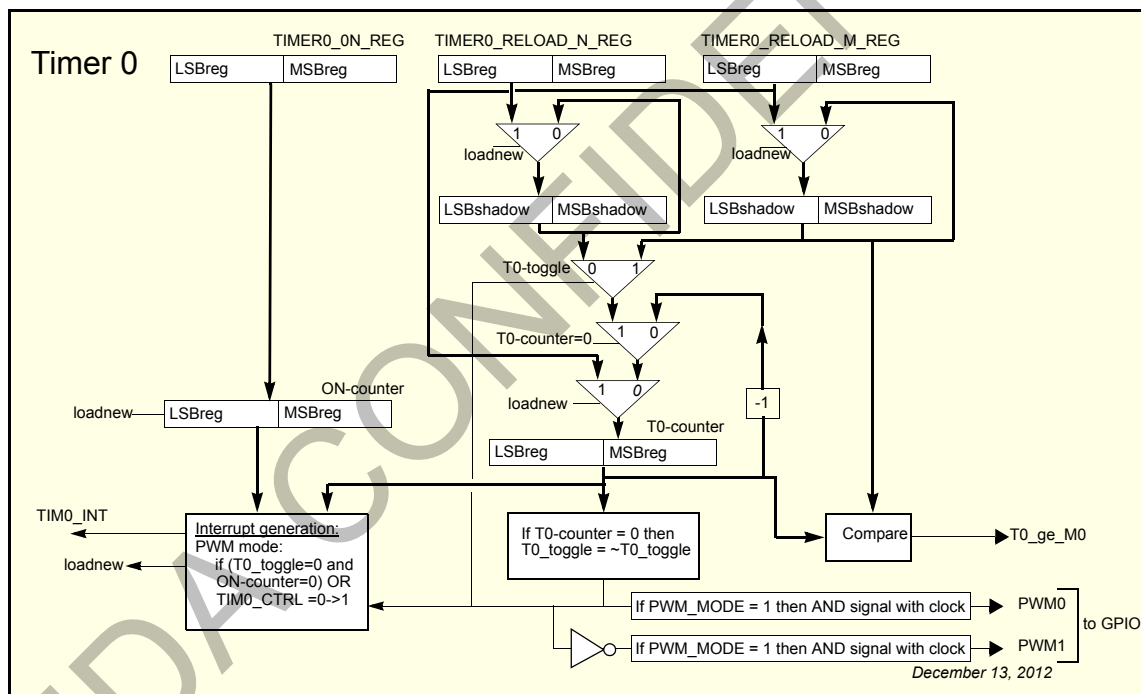 Timer 0
TIMER0_0N_REG
TIMER0_RELOAD_N_REG
TIMER0_RELOAD_M_REG
LSBreg
MSBreg
LSBreg
MSBreg
LSBreg
MSBreg
1 0
loadnew
1 0
loadnew
LSBshadow
MSBshadow
LSBshadow
MSBshadow
T0-toggle
0 1
1 0
T0-counter=0
1 0
loadnew
ON-counter
loadnew
LSBreg
MSBreg
-1
T0-counter
LSBreg
MSBreg
TIM0_INT
loadnew
Interrupt generation:
PWM mode:
if (T0_toggle=0 and
ON-counter=0) OR
TIM0_CTRL =0->1
If T0-counter = 0 then
T0_toggle = ~T0_toggle
Compare
T0_ge_M0
If PWM_MODE = 1 then AND signal with clock
PWM0
to GPIO
If PWM_MODE = 1 then AND signal with clock
PWM1
December 13, 2012